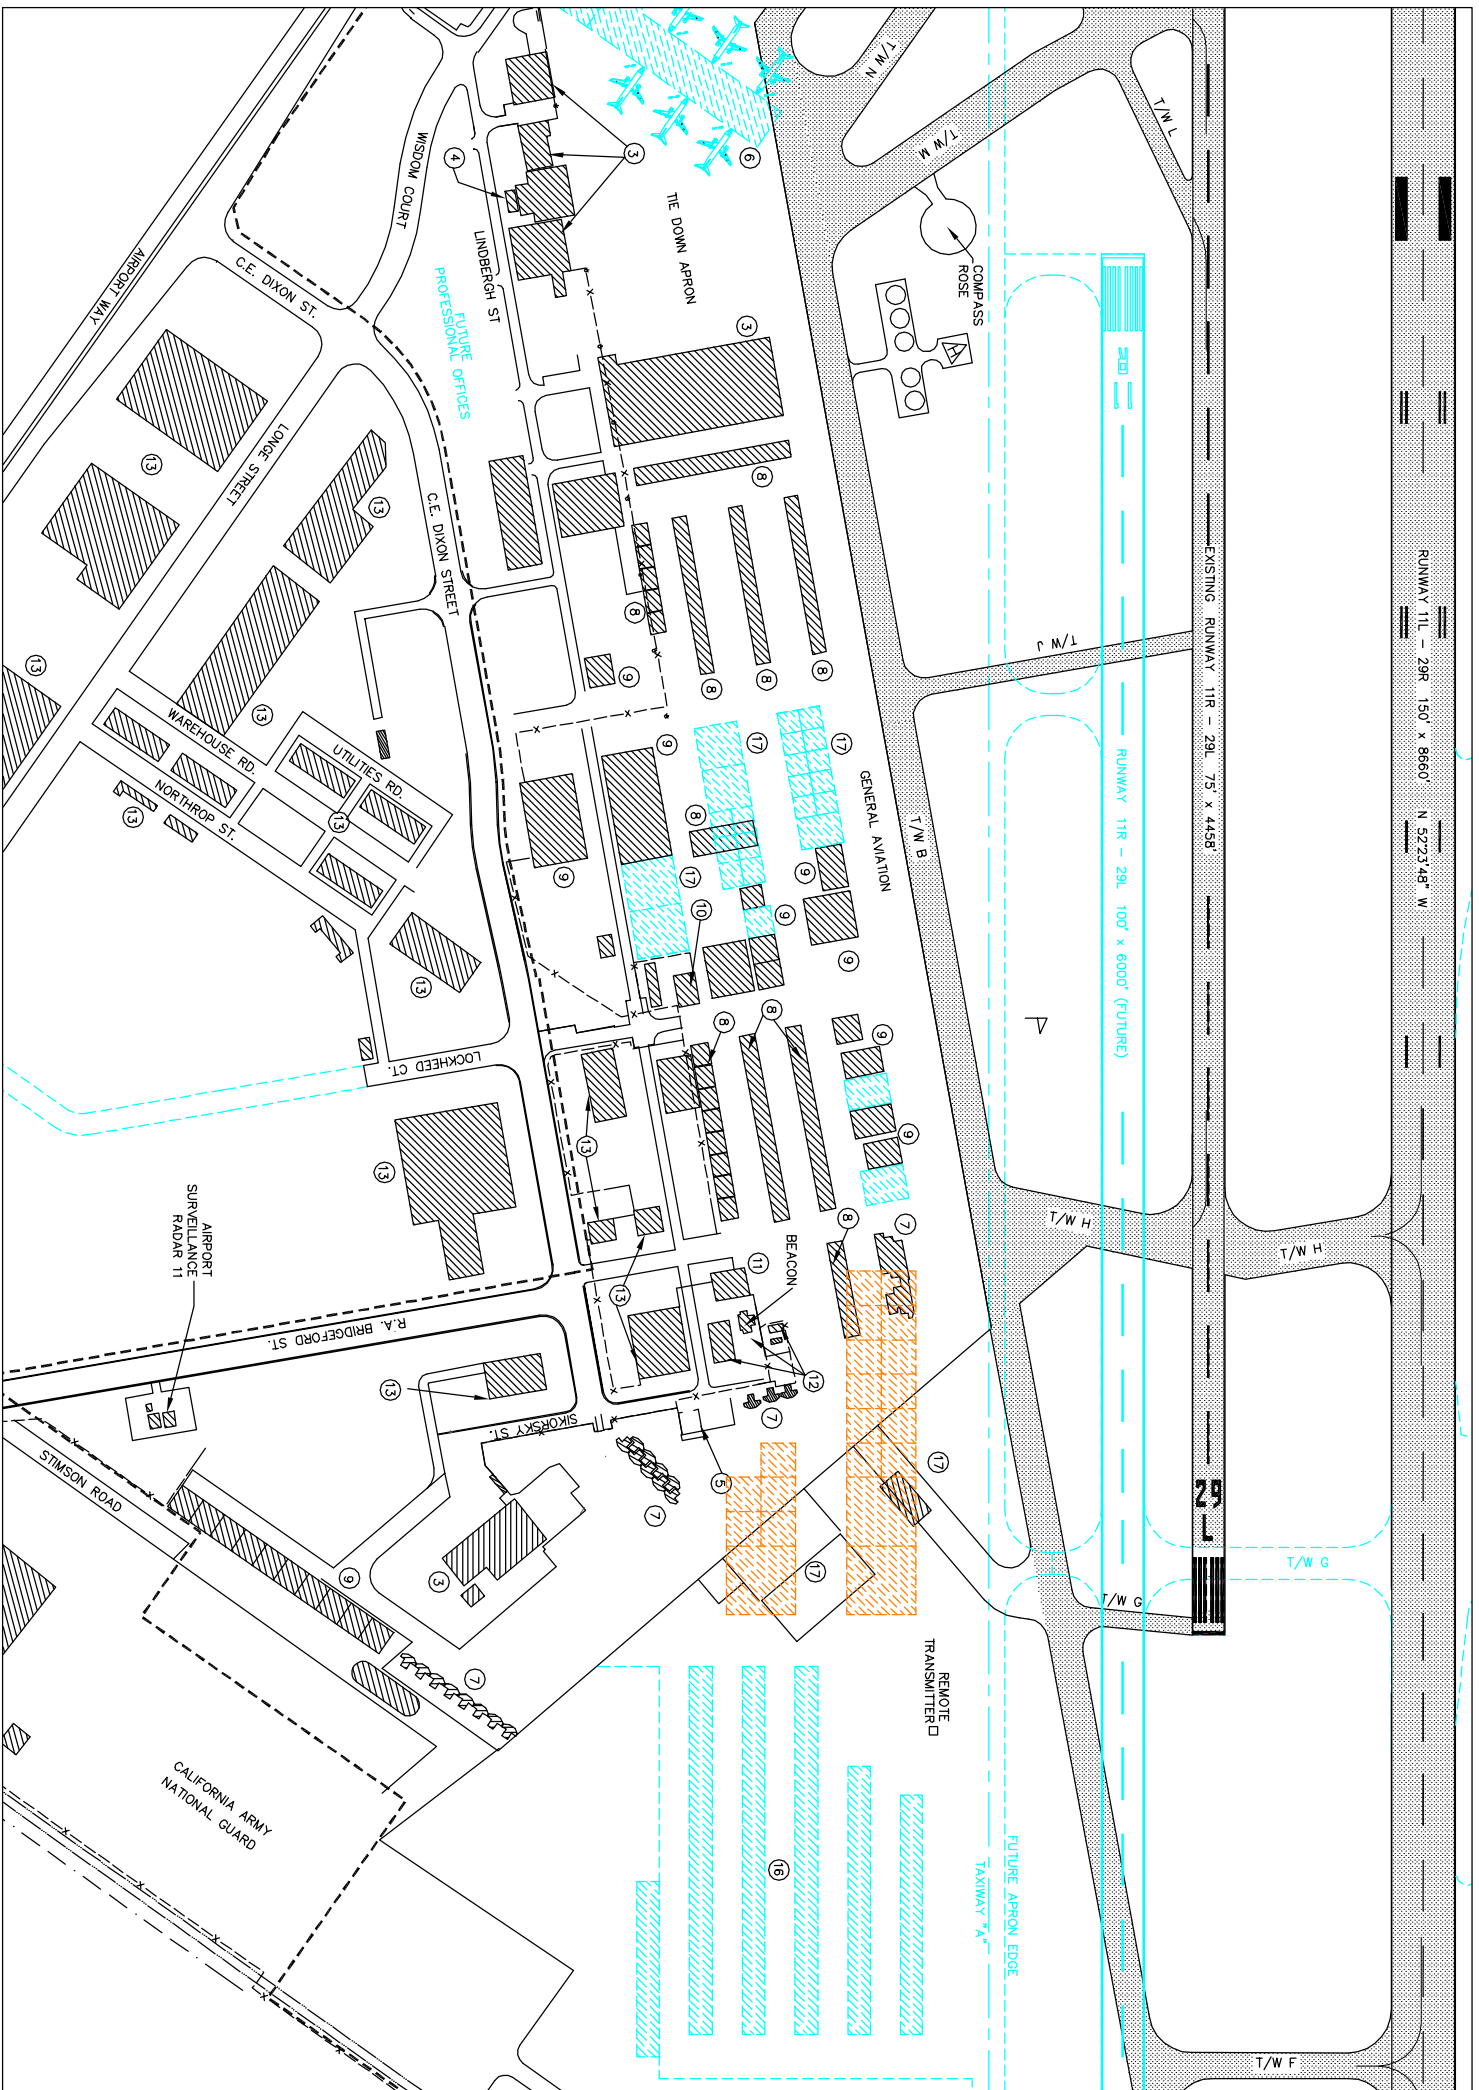 RUNWAY 11L - 29R   150' x 8660'   N 52°23'48" W
EXISTING   RUNWAY   11R - 29L   75' x 4458'
RUNWAY   11R - 29L   100' x 6000'   (FUTURE)
29
L
T/W L
T/W N
T/W M
T/W J
T/W B
T/W H
T/W H
T/W G
T/W G
T/W F
COMPASS
ROSE
TIE DOWN APRON
GENERAL AVIATION
FUTURE APRON EDGE
TAXIWAY "A"
REMOTE
TRANSMITTER
BEACON
FUTURE
PROFESSIONAL OFFICES
LINDBERGH ST
WISDOM COURT
C.E. DIXON ST.
AIRPORT WAY
LONGE STREET
C.E. DIXON STREET
WAREHOUSE RD.
UTILITIES RD.
NORTHROP ST.
LOCKHEED CT.
R.A. BRIDGEFORD ST.
SIKORSKY ST.
STIMSON ROAD
AIRPORT
SURVEILLANCE
RADAR 11
CALIFORNIA ARMY
NATIONAL GUARD
6
3
4
3
8
8
8
8
8
9
17
17
9
8
9
17
10
9
9
9
8
8
9
9
7
8
11
12
7
13
13
5
7
17
17
3
9
7
16
13
13
13
13
13
13
13
13
13